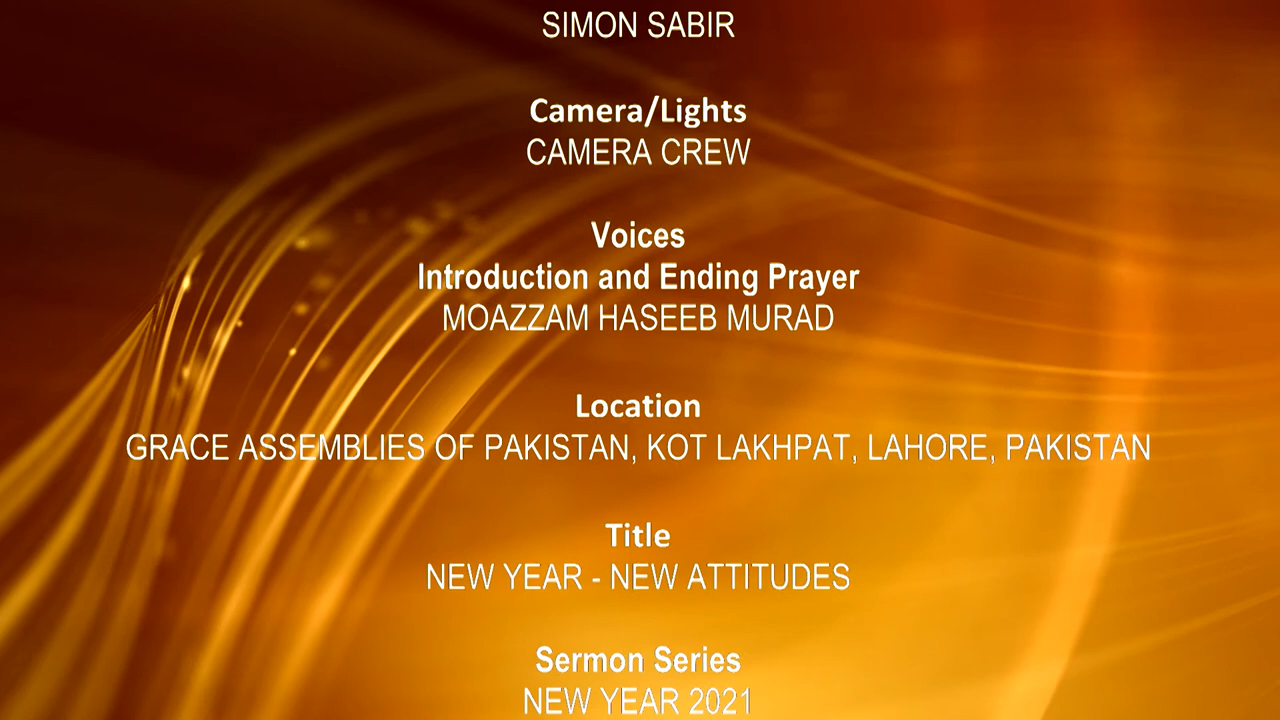 SIMON SABIR
Camera/Lights
CAMERA CREW
Voices
Introduction and Ending Prayer
MOAZZAM HASEEB MURAD
Location
GRACE ASSEMBLIES OF PAKISTAN, KOT LAKHPAT, LAHORE, PAKISTAN
Title
NEW YEAR - NEW ATTITUDES
Sermon Series
NEW YEAR 2021